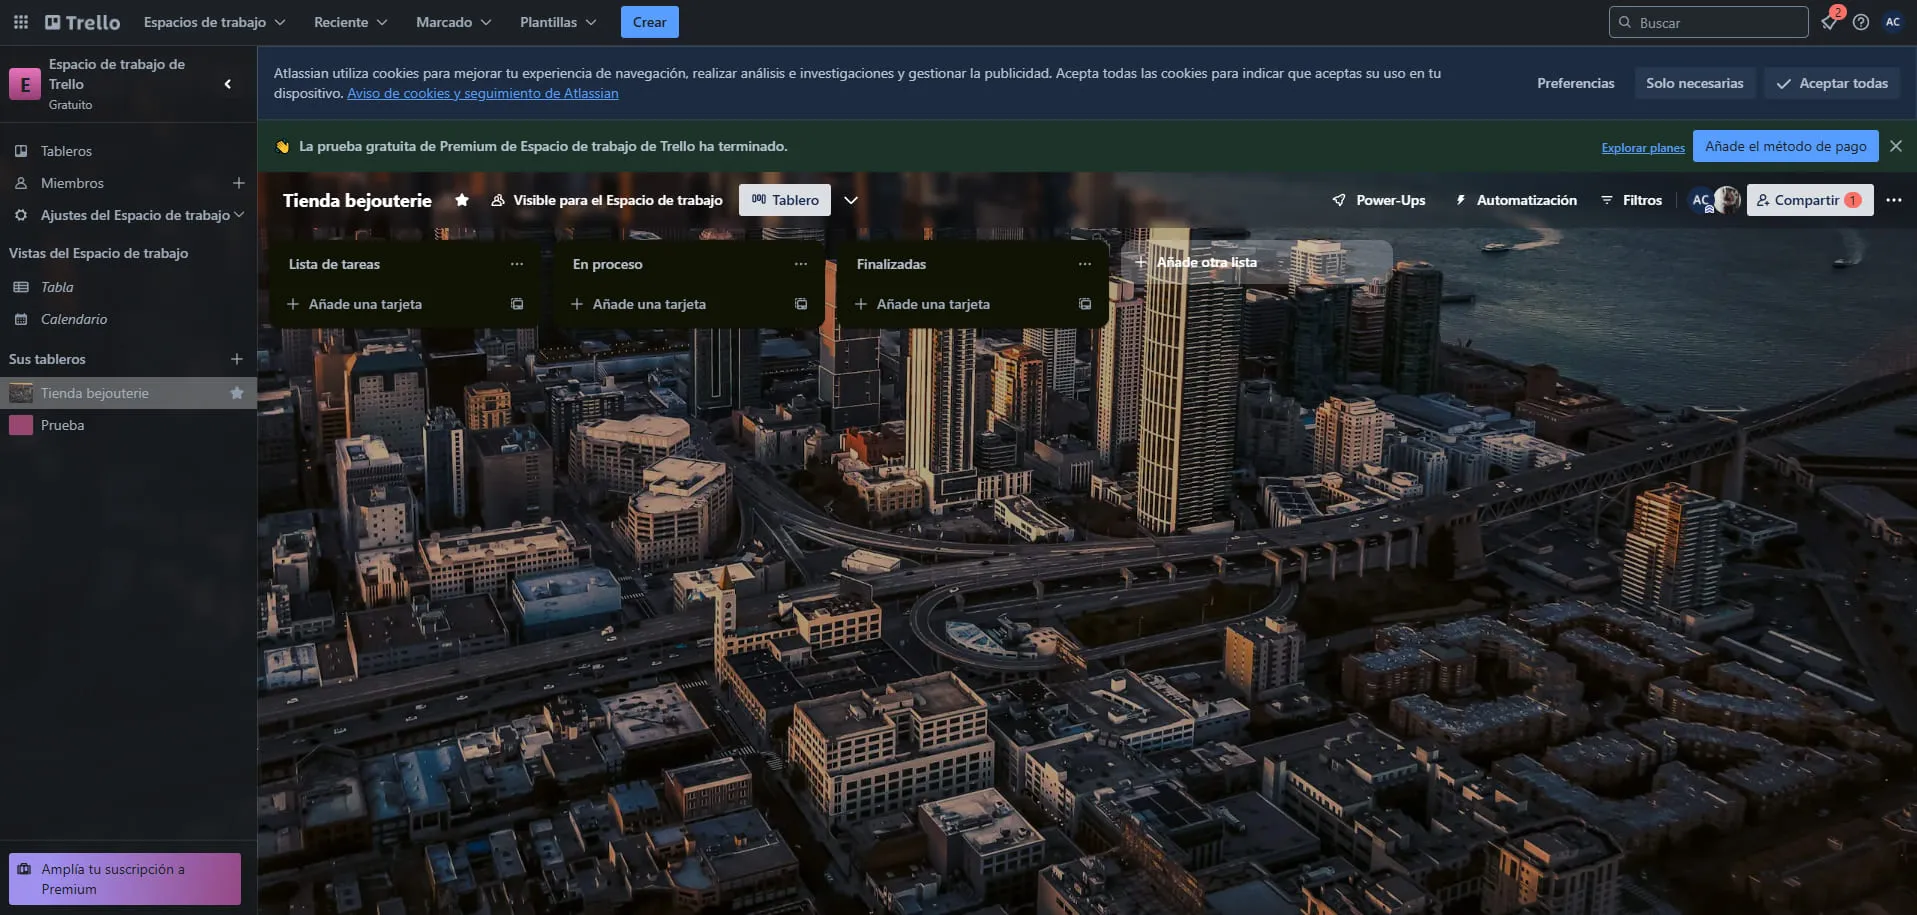 Trello
Espacios de trabajo
Reciente
Marcado
Plantillas
Crear
Buscar
2
AC
E
Espacio de trabajo de
Trello
Gratuito
Atlassian utiliza cookies para mejorar tu experiencia de navegación, realizar análisis e investigaciones y gestionar la publicidad. Acepta todas las cookies para indicar que aceptas su uso en tu
dispositivo. Aviso de cookies y seguimiento de Atlassian
Preferencias
Solo necesarias
Aceptar todas
La prueba gratuita de Premium de Espacio de trabajo de Trello ha terminado.
Explorar planes
Añade el método de pago
Tableros
Miembros
Ajustes del Espacio de trabajo
Vistas del Espacio de trabajo
Tabla
Calendario
Sus tableros
Tienda bejouterie
Prueba
Amplía tu suscripción a
Premium
Tienda bejouterie
Visible para el Espacio de trabajo
Tablero
Power-Ups
Automatización
Filtros
AC
Compartir
1
Lista de tareas
Añade una tarjeta
En proceso
Añade una tarjeta
Finalizadas
Añade una tarjeta
Añade otra lista